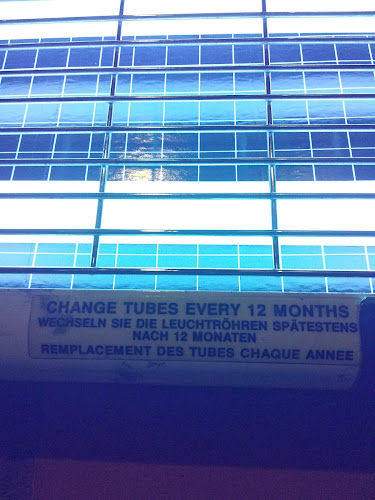 CHANGE TUBES EVERY 12 MONTHS
WECHSELN SIE DIE LEUCHTRÖHREN SPÄTESTENS
NACH 12 MONATEN
REMPLACEMENT DES TUBES CHAQUE ANNEE